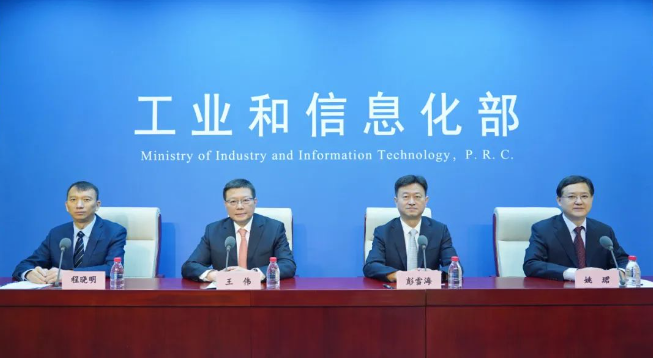 工业和信息化部
Ministry of Industry and Information Technology, P. R. C.
程晓明
王 伟
彭雪海
姚 珺